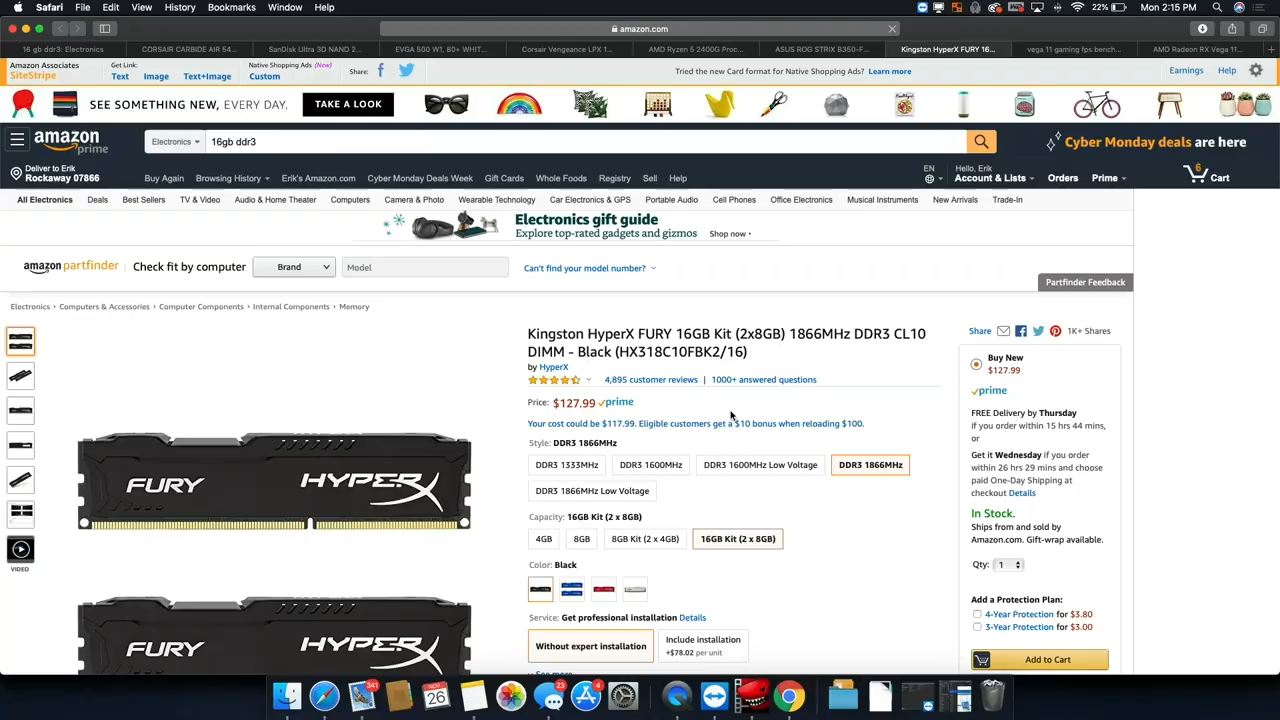 Safari File Edit View History Bookmarks Window Help 22% Mon 2:15 PM
amazon.com
16 gb ddr3: Electronics CORSAIR CARBIDE AIR 54... SanDisk Ultra 3D NAND 2... EVGA 500 W1, 80+ WHIT... Corsair Vengeance LPX 1... AMD Ryzen 5 2400G Proc... ASUS ROG STRIX B350-F... Kingston HyperX FURY 16... vega 11 gaming fps bench... AMD Radeon RX Vega 11...
Amazon Associates
SiteStripe
Get Link:
Text Image Text+Image
Native Shopping Ads (New)
Custom
Share:
Tried the new Card format for Native Shopping Ads? Learn more
Earnings Help
SEE SOMETHING NEW, EVERY DAY. TAKE A LOOK
amazon
prime
Electronics 16gb ddr3
Cyber Monday deals are here
Deliver to Erik
Rockaway 07866
Buy Again Browsing History Erik's Amazon.com Cyber Monday Deals Week Gift Cards Whole Foods Registry Sell Help
EN
Hello, Erik
Account & Lists Orders Prime
6
Cart
All Electronics Deals Best Sellers TV & Video Audio & Home Theater Computers Camera & Photo Wearable Technology Car Electronics & GPS Portable Audio Cell Phones Office Electronics Musical Instruments New Arrivals Trade-In
Electronics gift guide
Explore top-rated gadgets and gizmos Shop now
amazon partfinder Check fit by computer Brand Model Can't find your model number?
Partfinder Feedback
Electronics › Computers & Accessories › Computer Components › Internal Components › Memory
VIDEO
FURY HYPERX
FURY HYPERX
Kingston HyperX FURY 16GB Kit (2x8GB) 1866MHz DDR3 CL10
DIMM - Black (HX318C10FBK2/16)
by HyperX
4,895 customer reviews | 1000+ answered questions
Price: $127.99 prime
Your cost could be $117.99. Eligible customers get a $10 bonus when reloading $100.
Style: DDR3 1866MHz
DDR3 1333MHz DDR3 1600MHz DDR3 1600MHz Low Voltage DDR3 1866MHz
DDR3 1866MHz Low Voltage
Capacity: 16GB Kit (2 x 8GB)
4GB 8GB 8GB Kit (2 x 4GB) 16GB Kit (2 x 8GB)
Color: Black
Service: Get professional installation Details
Without expert installation
Include installation
+$78.02 per unit
See more
Share 1K+ Shares
Buy New
$127.99
prime
FREE Delivery by Thursday
if you order within 15 hrs 44 mins,
or
Get it Wednesday if you order
within 26 hrs 29 mins and choose
paid One-Day Shipping at
checkout Details
In Stock.
Ships from and sold by
Amazon.com. Gift-wrap available.
Qty: 1
Add a Protection Plan:
4-Year Protection for $3.80
3-Year Protection for $3.00
Add to Cart
341
NOV
26
23
4